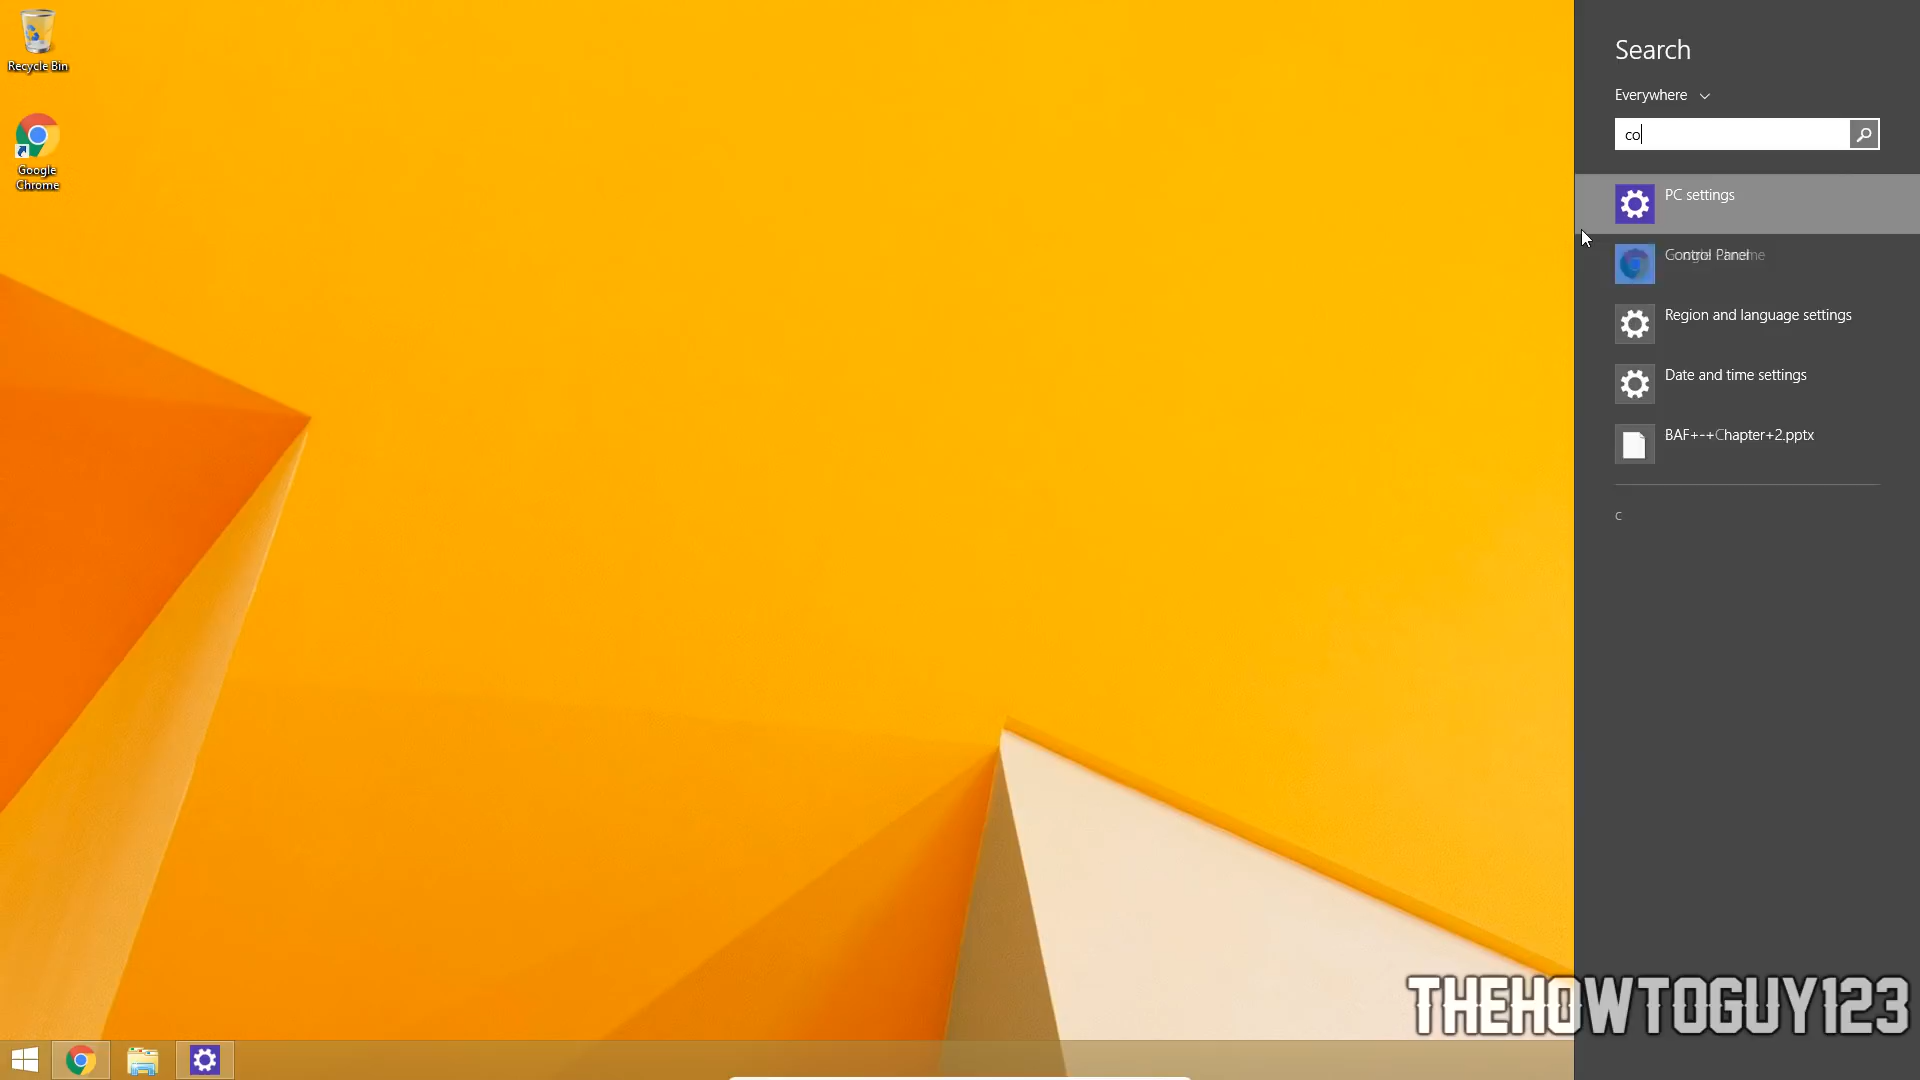 Recycle Bin
Google
Chrome
Search
Everywhere
co
PC settings
Control Panel
Region and language settings
Date and time settings
BAF+-+Chapter+2.pptx
c
THEHOWTOGUY123